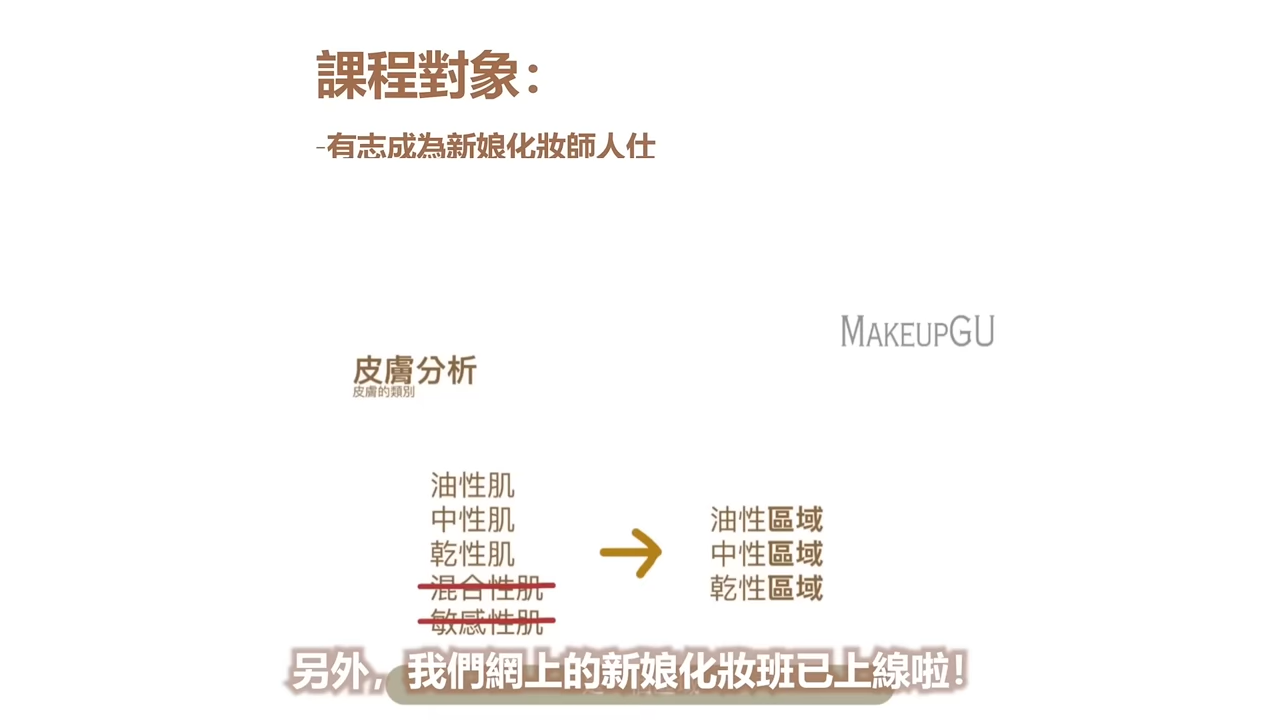 課程對象：
-有志成為新娘化妝師人仕
MAKEUPGU
皮膚分析
皮膚的類別
油性肌
中性肌
乾性肌
混合性肌
敏感性肌
油性區域
中性區域
乾性區域
另外，我們網上的新娘化妝班已上線啦！